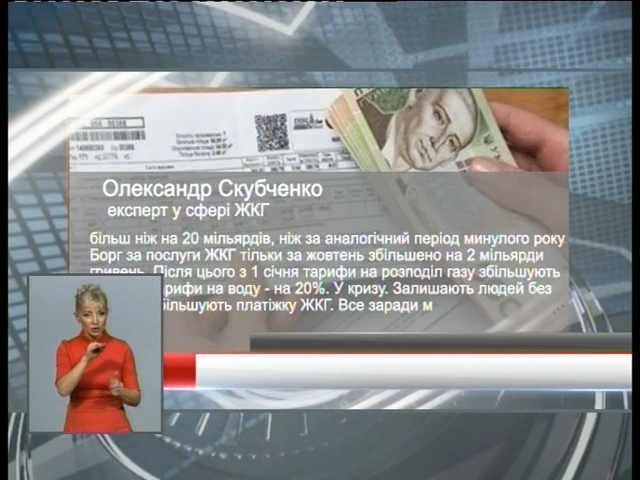 Олександр Скубченко
експерт у сфері ЖКГ
більш ніж на 20 мільярдів, ніж за аналогічний період минулого року
Борг за послуги ЖКГ тільки за жовтень збільшено на 2 мільярди
гривень. Після цього з 1 січня тарифи на розподіл газу збільшують
рифи на воду - на 20%. У кризу. Залишають людей без
більшують платіжку ЖКГ. Все заради м